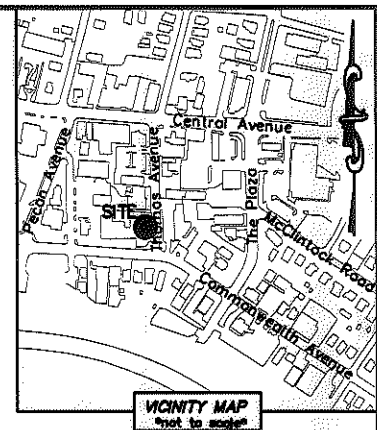 Central Avenue
Pecan Avenue
Thomas Avenue
The Plaza
SITE
McClintock Road
Commonwealth Avenue
VICINITY MAP
*not to scale*